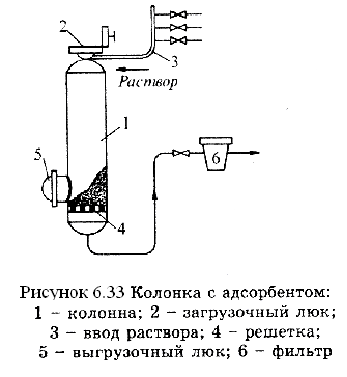 2
3
Раствор
1
5
6
4
Рисунок 6.33 Колонка с адсорбентом:
1 – колонна; 2 – загрузочный люк;
3 – ввод раствора; 4 – решетка;
5 – выгрузочный люк; 6 – фильтр